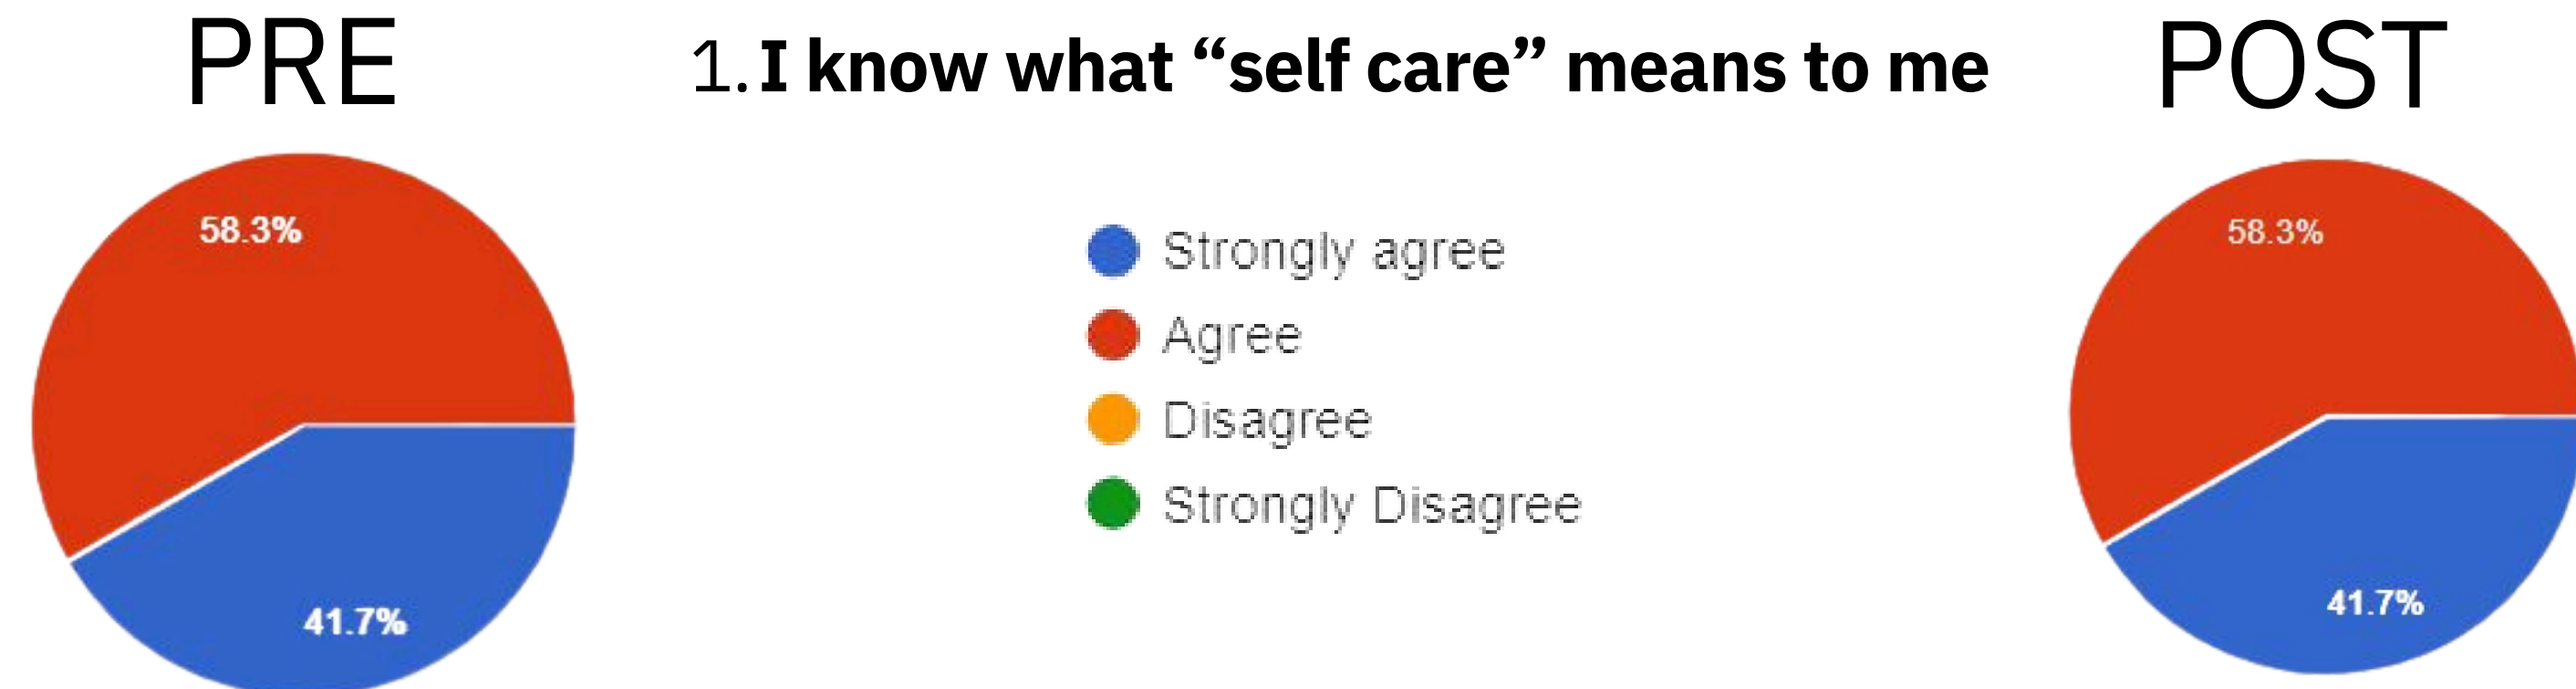 PRE
1. I know what “self care” means to me
POST
58.3%
41.7%
Strongly agree
Agree
Disagree
Strongly Disagree
58.3%
41.7%